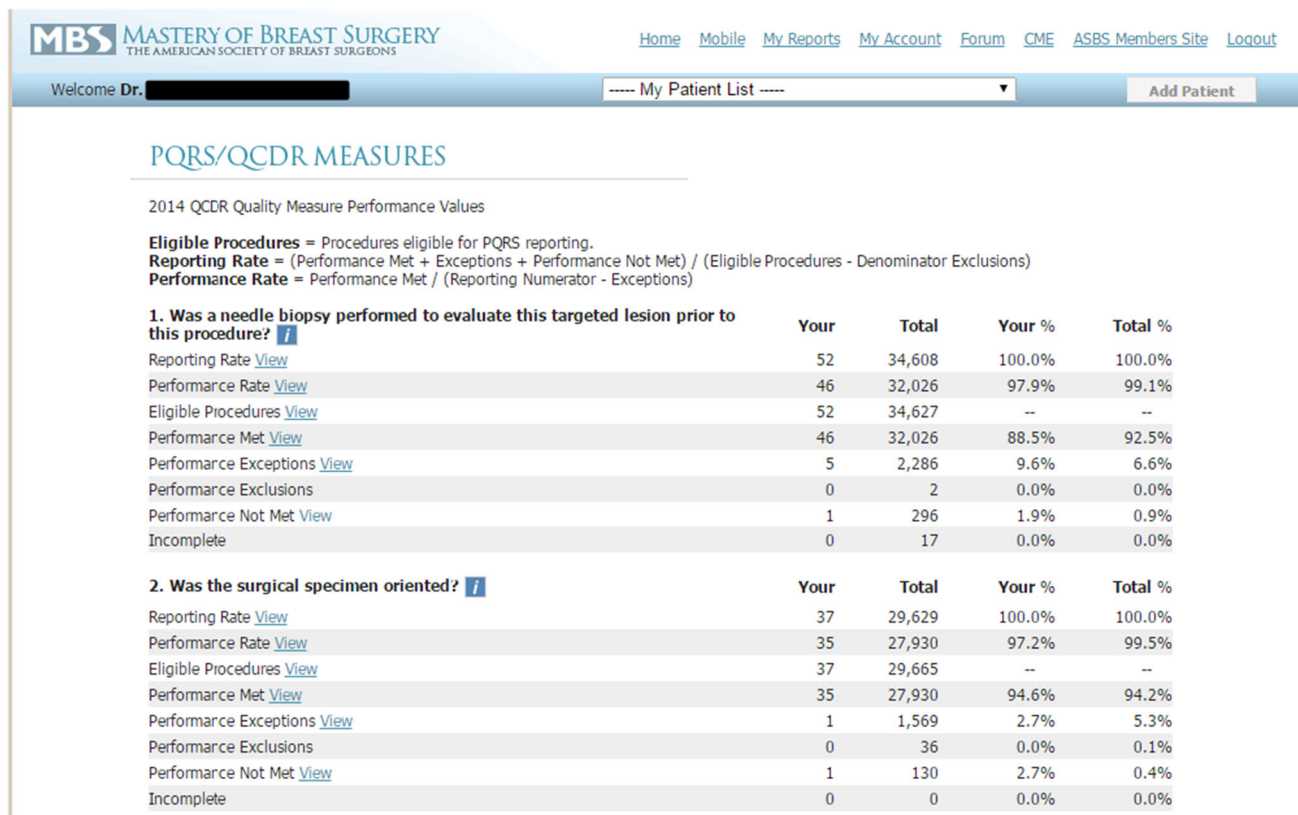 MBS MASTERY OF BREAST SURGERY
THE AMERICAN SOCIETY OF BREAST SURGEONS
Home Mobile My Reports My Account Forum CME ASBS Members Site Logout
Welcome Dr.
----- My Patient List -----
Add Patient
PQRS/QCDR MEASURES
2014 QCDR Quality Measure Performance Values
Eligible Procedures = Procedures eligible for PQRS reporting.
Reporting Rate = (Performance Met + Exceptions + Performance Not Met) / (Eligible Procedures - Denominator Exclusions)
Performance Rate = Performance Met / (Reporting Numerator - Exceptions)
1. Was a needle biopsy performed to evaluate this targeted lesion prior to
this procedure? i Your Total Your % Total %
Reporting Rate View 52 34,608 100.0% 100.0%
Performance Rate View 46 32,026 97.9% 99.1%
Eligible Procedures View 52 34,627 -- --
Performance Met View 46 32,026 88.5% 92.5%
Performance Exceptions View 5 2,286 9.6% 6.6%
Performance Exclusions 0 2 0.0% 0.0%
Performance Not Met View 1 296 1.9% 0.9%
Incomplete 0 17 0.0% 0.0%
2. Was the surgical specimen oriented? i Your Total Your % Total %
Reporting Rate View 37 29,629 100.0% 100.0%
Performance Rate View 35 27,930 97.2% 99.5%
Eligible Procedures View 37 29,665 -- --
Performance Met View 35 27,930 94.6% 94.2%
Performance Exceptions View 1 1,569 2.7% 5.3%
Performance Exclusions 0 36 0.0% 0.1%
Performance Not Met View 1 130 2.7% 0.4%
Incomplete 0 0 0.0% 0.0%